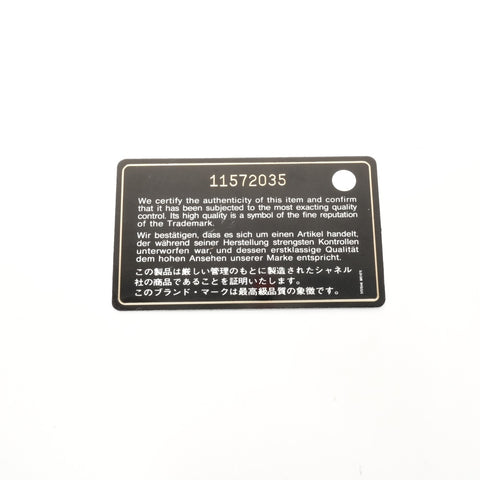 11572035
We certify the authenticity of this item and confirm
that it has been subjected to the most exacting quality
control. Its high quality is a symbol of the fine reputation
of the Trademark.
Wir bestätigen, dass es sich um einen Artikel handelt,
der während seiner Herstellung strengsten Kontrollen
unterworfen war, und dessen erstklassige Qualität
dem hohen Ansehen unserer Marke entspricht.
この製品は厳しい管理のもとに製造されたシャネル
社の商品であることを証明いたします。
このブランド・マークは最高級品質の象徴です。